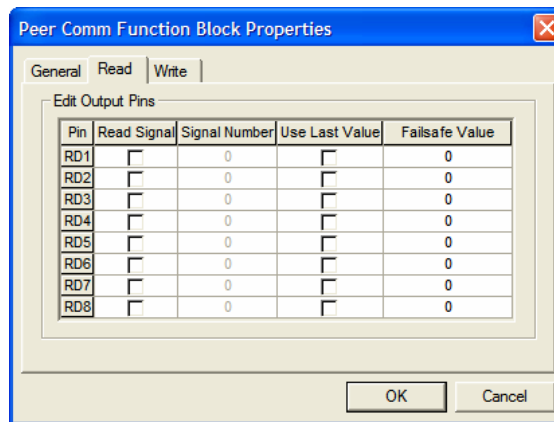 Peer Comm Function Block Properties
General Read Write
Edit Output Pins
Pin Read Signal Signal Number Use Last Value Failsafe Value
RD1 0 0
RD2 0 0
RD3 0 0
RD4 0 0
RD5 0 0
RD6 0 0
RD7 0 0
RD8 0 0
OK Cancel